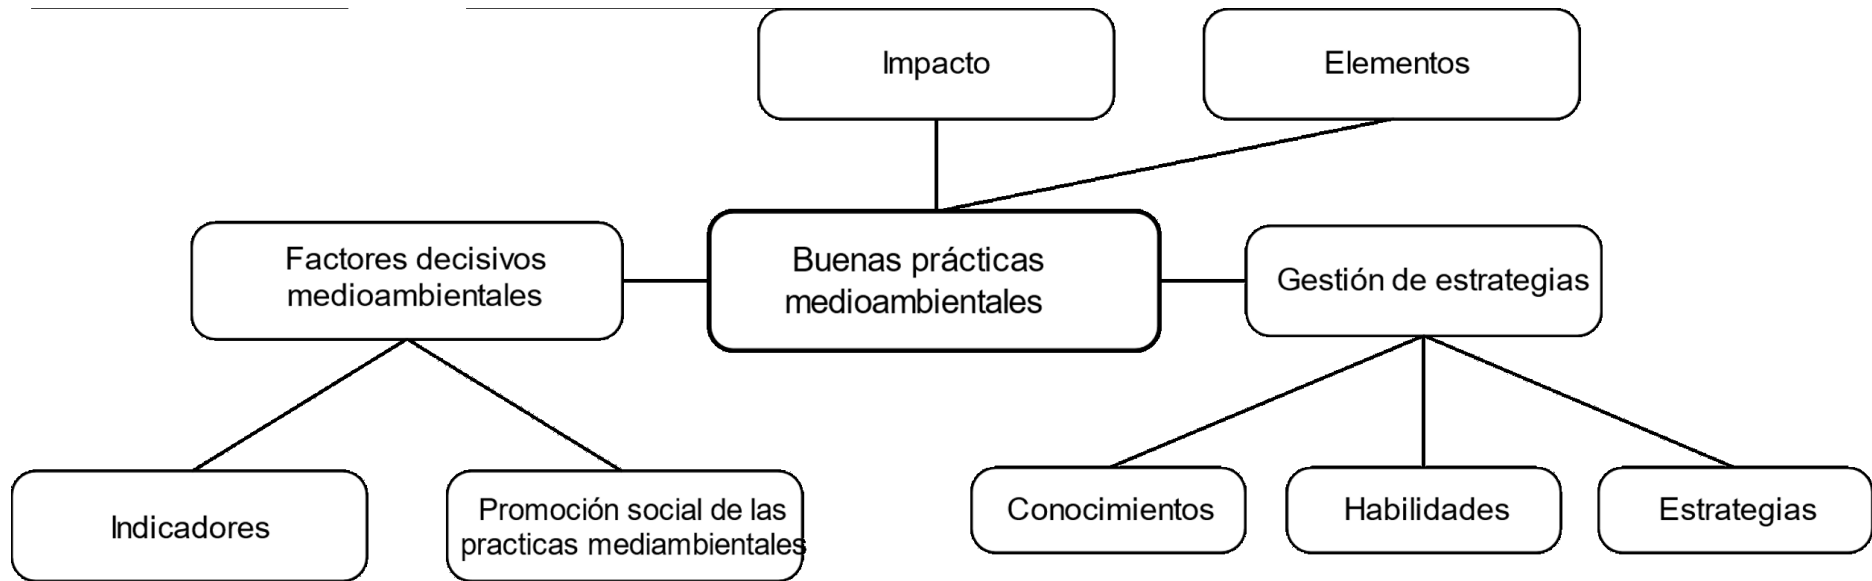 Impacto
Elementos
Factores decisivos
medioambientales
Buenas prácticas
medioambientales
Gestión de estrategias
Indicadores
Promoción social de las
practicas mediambientales
Conocimientos
Habilidades
Estrategias